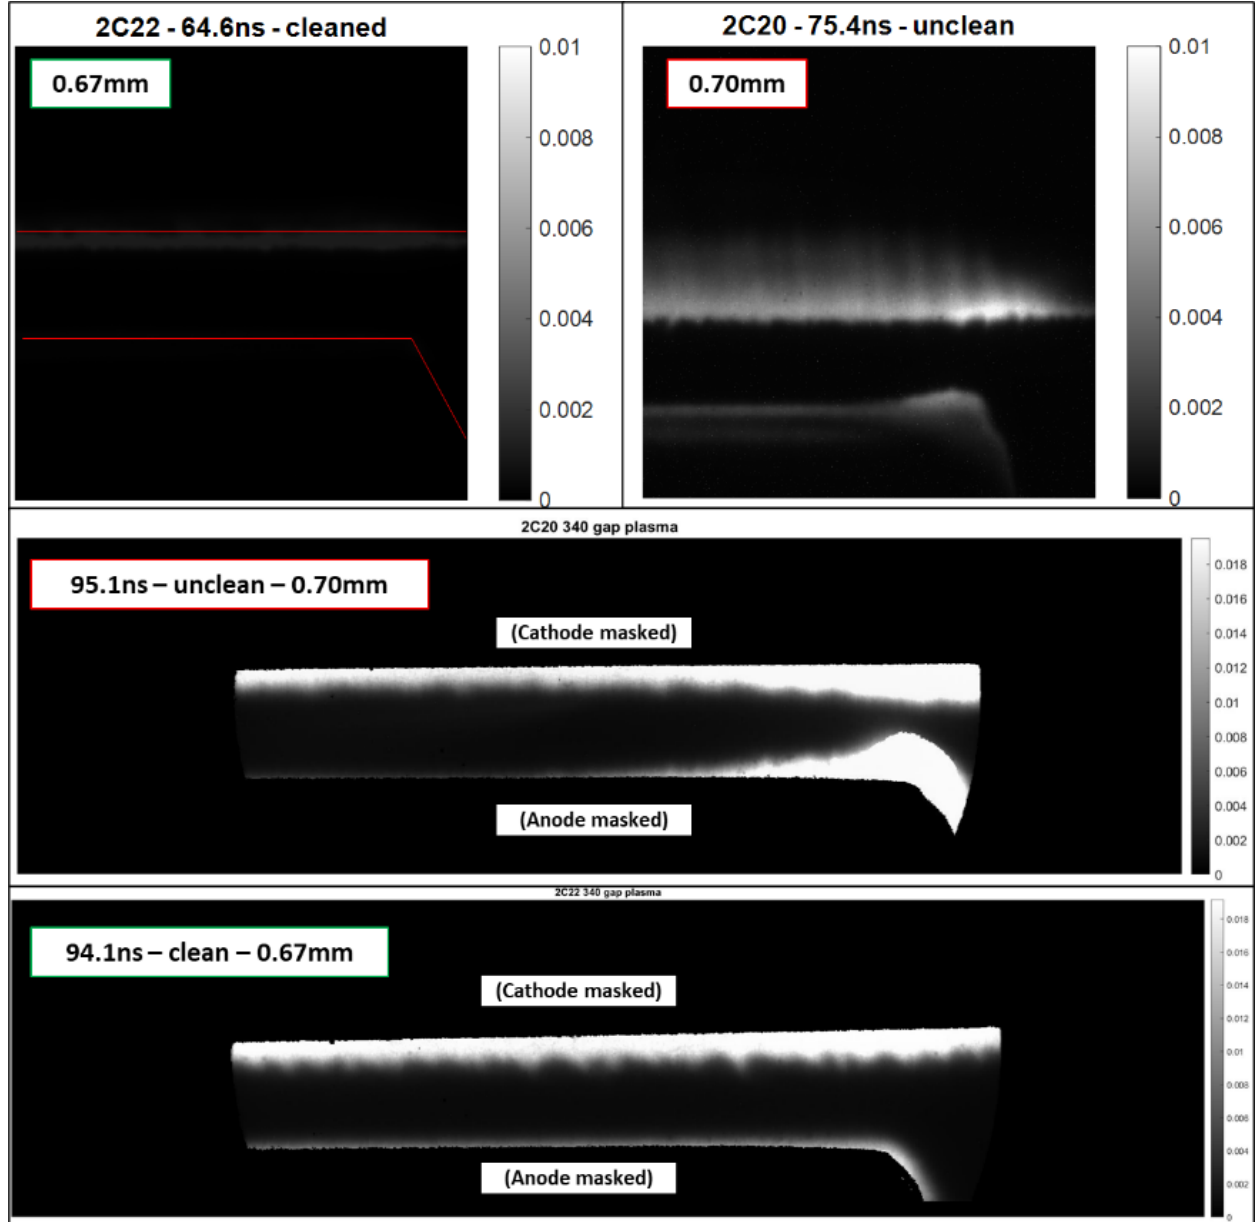 2C22 - 64.6ns - cleaned
0.67mm
0.01
0.008
0.006
0.004
0.002
0
2C20 - 75.4ns - unclean
0.70mm
0.01
0.008
0.006
0.004
0.002
0
2C20 340 gap plasma
95.1ns – unclean – 0.70mm
(Cathode masked)
(Anode masked)
0.018
0.016
0.014
0.012
0.01
0.008
0.006
0.004
0.002
0
2C22 340 gap plasma
94.1ns – clean – 0.67mm
(Cathode masked)
(Anode masked)
0.018
0.016
0.014
0.012
0.01
0.008
0.006
0.004
0.002
0